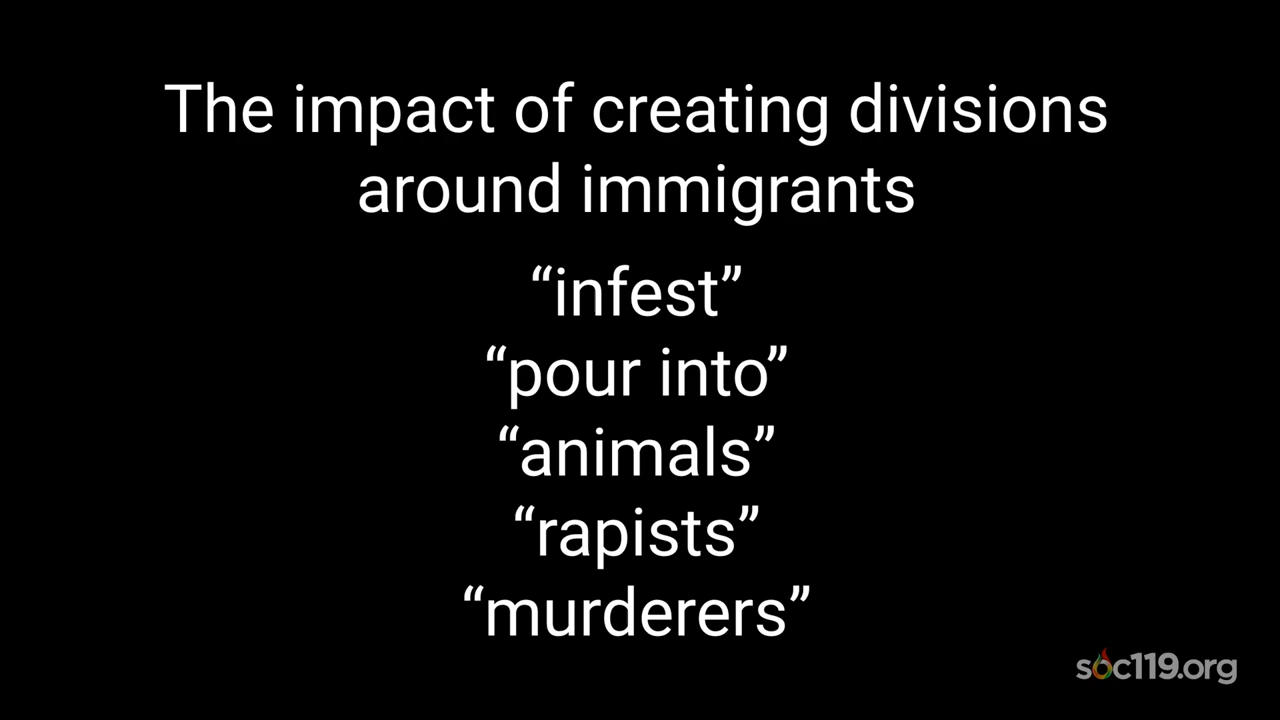 The impact of creating divisions
around immigrants
“infest”
“pour into”
“animals”
“rapists”
“murderers”
soc119.org